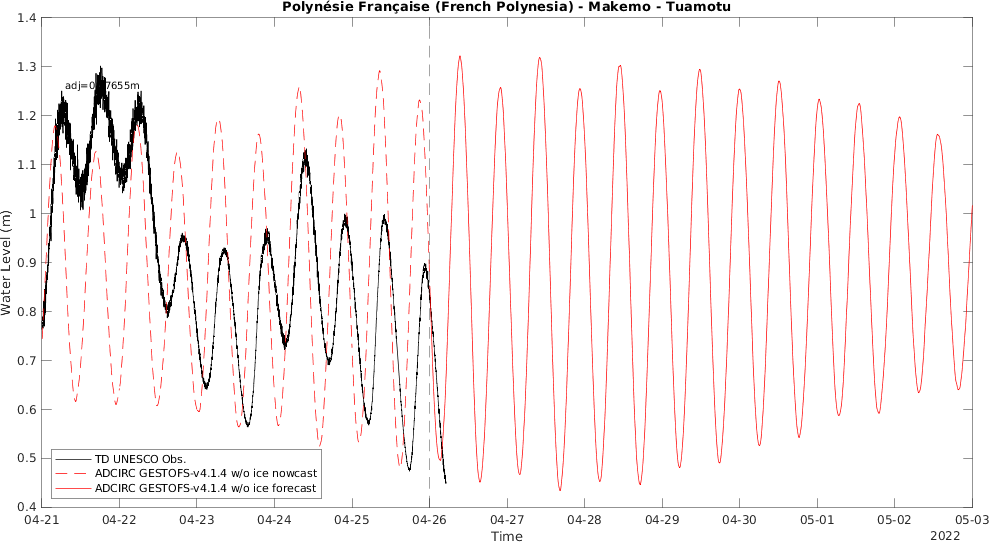 Polynésie Française (French Polynesia) - Makemo - Tuamotu
1.4
1.3
1.2
1.1
1
0.9
0.8
0.7
0.6
0.5
0.4
Water Level (m)
TD UNESCO Obs.
ADCIRC GESTOFS-v4.1.4 w/o ice nowcast
ADCIRC GESTOFS-v4.1.4 w/o ice forecast
04-21 04-22 04-23 04-24 04-25 04-26 04-27 04-28 04-29 04-30 05-01 05-02 05-03
Time
2022